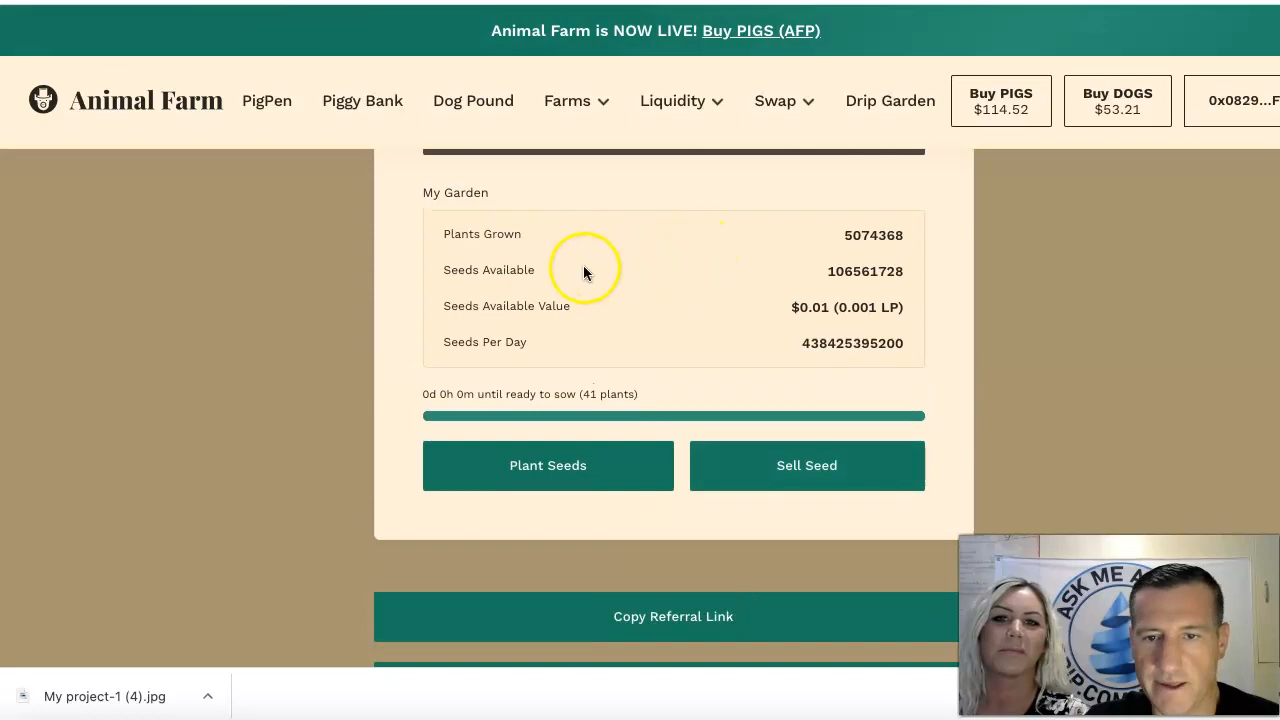 Animal Farm is NOW LIVE! Buy PIGS (AFP)
Animal Farm
PigPen
Piggy Bank
Dog Pound
Farms
Liquidity
Swap
Drip Garden
Buy PIGS
$114.52
Buy DOGS
$53.21
0x0829...F
My Garden
Plants Grown 5074368
Seeds Available 106561728
Seeds Available Value $0.01 (0.001 LP)
Seeds Per Day 438425395200
0d 0h 0m until ready to sow (41 plants)
Plant Seeds
Sell Seed
Copy Referral Link
ASK ME A
My project-1 (4).jpg